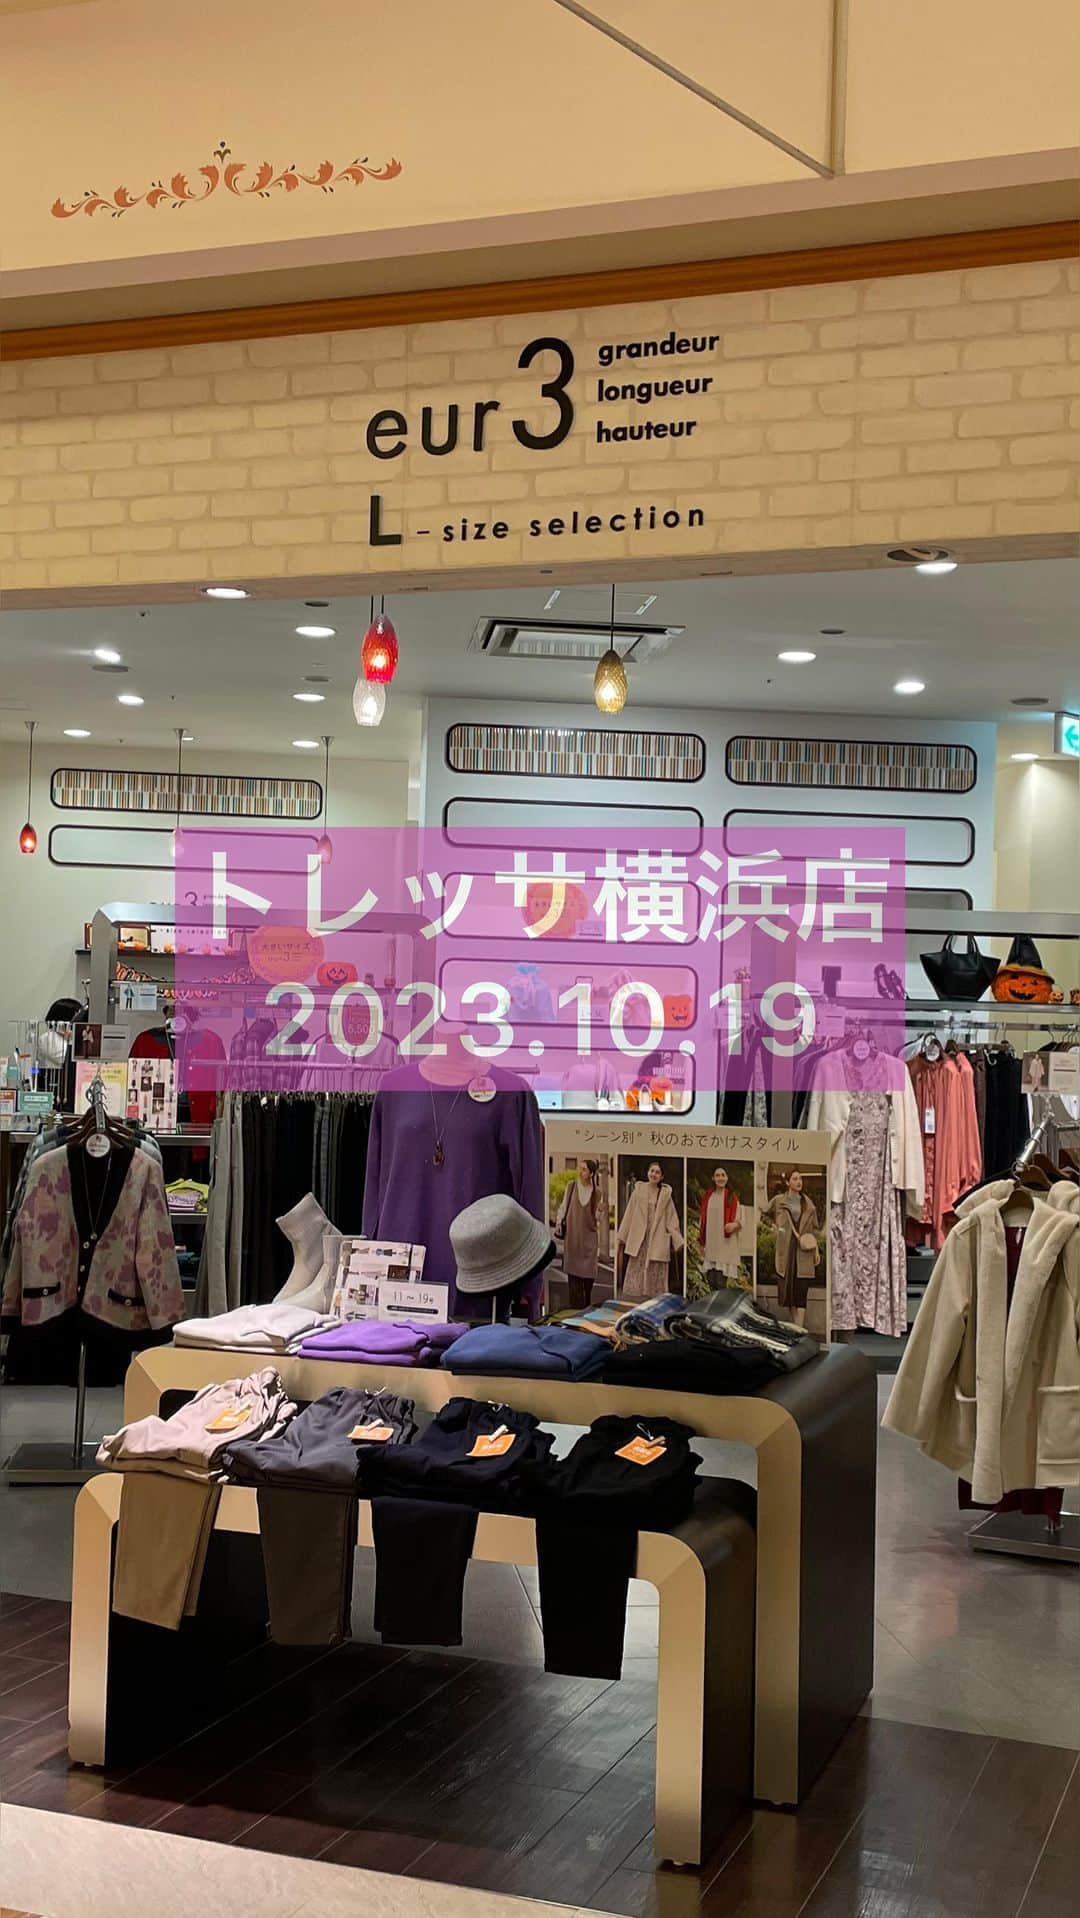 eur3
grandeur
longueur
hauteur
L-size selection
トレッサ横浜店
2023.10.19
大きいサイズ
5,500
"シーン別"秋のおでかけスタイル
11 19号